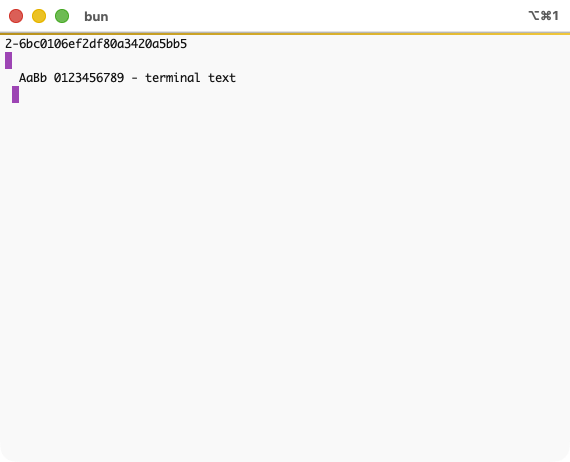 bun
⌥⌘1
2-6bc0106ef2df80a3420a5bb5
AaBb 0123456789 - terminal text